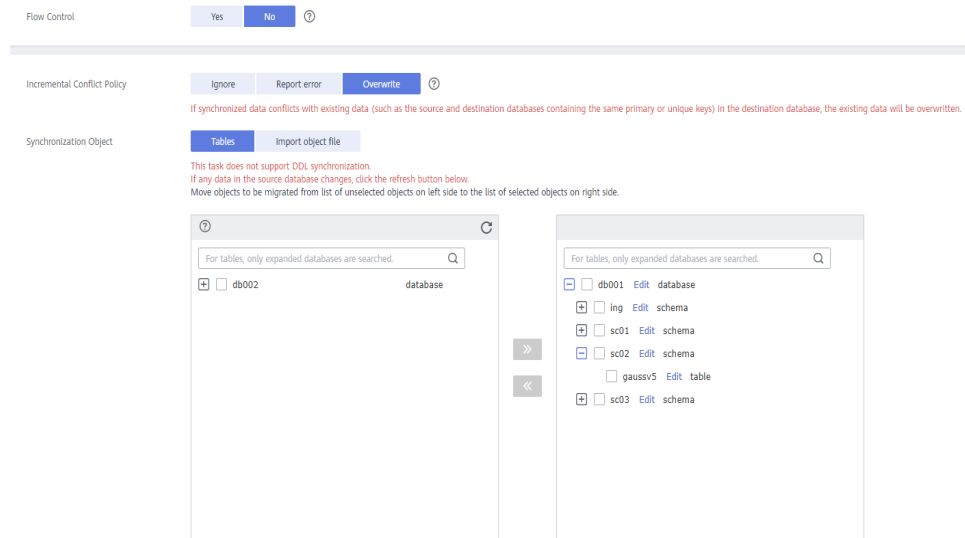 Flow Control Yes No
Incremental Conflict Policy Ignore Report error Overwrite
If synchronized data conflicts with existing data (such as the source and destination databases containing the same primary or unique keys) in the destination database, the existing data will be overwritten.
Synchronization Object Tables Import object file
This task does not support DDL synchronization.
If any data in the source database changes, click the refresh button below.
Move objects to be migrated from list of unselected objects on left side to the list of selected objects on right side.
For tables, only expanded databases are searched.
db002 database
For tables, only expanded databases are searched.
db001 Edit database
ing Edit schema
sc01 Edit schema
sc02 Edit schema
gaussv5 Edit table
sc03 Edit schema